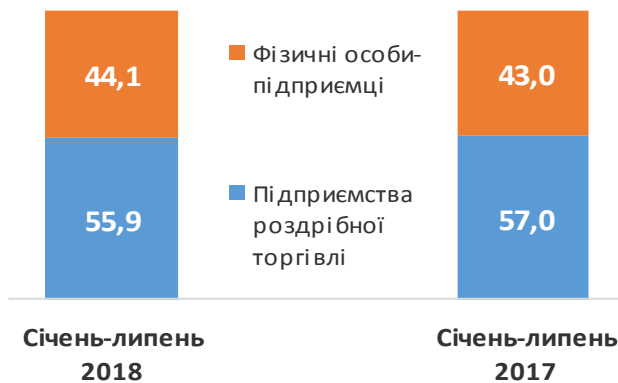 44,1
55,9
Фізичні особи-
підприємці
Підприємства
роздрібної
торгівлі
43,0
57,0
Січень-липень
2018
Січень-липень
2017